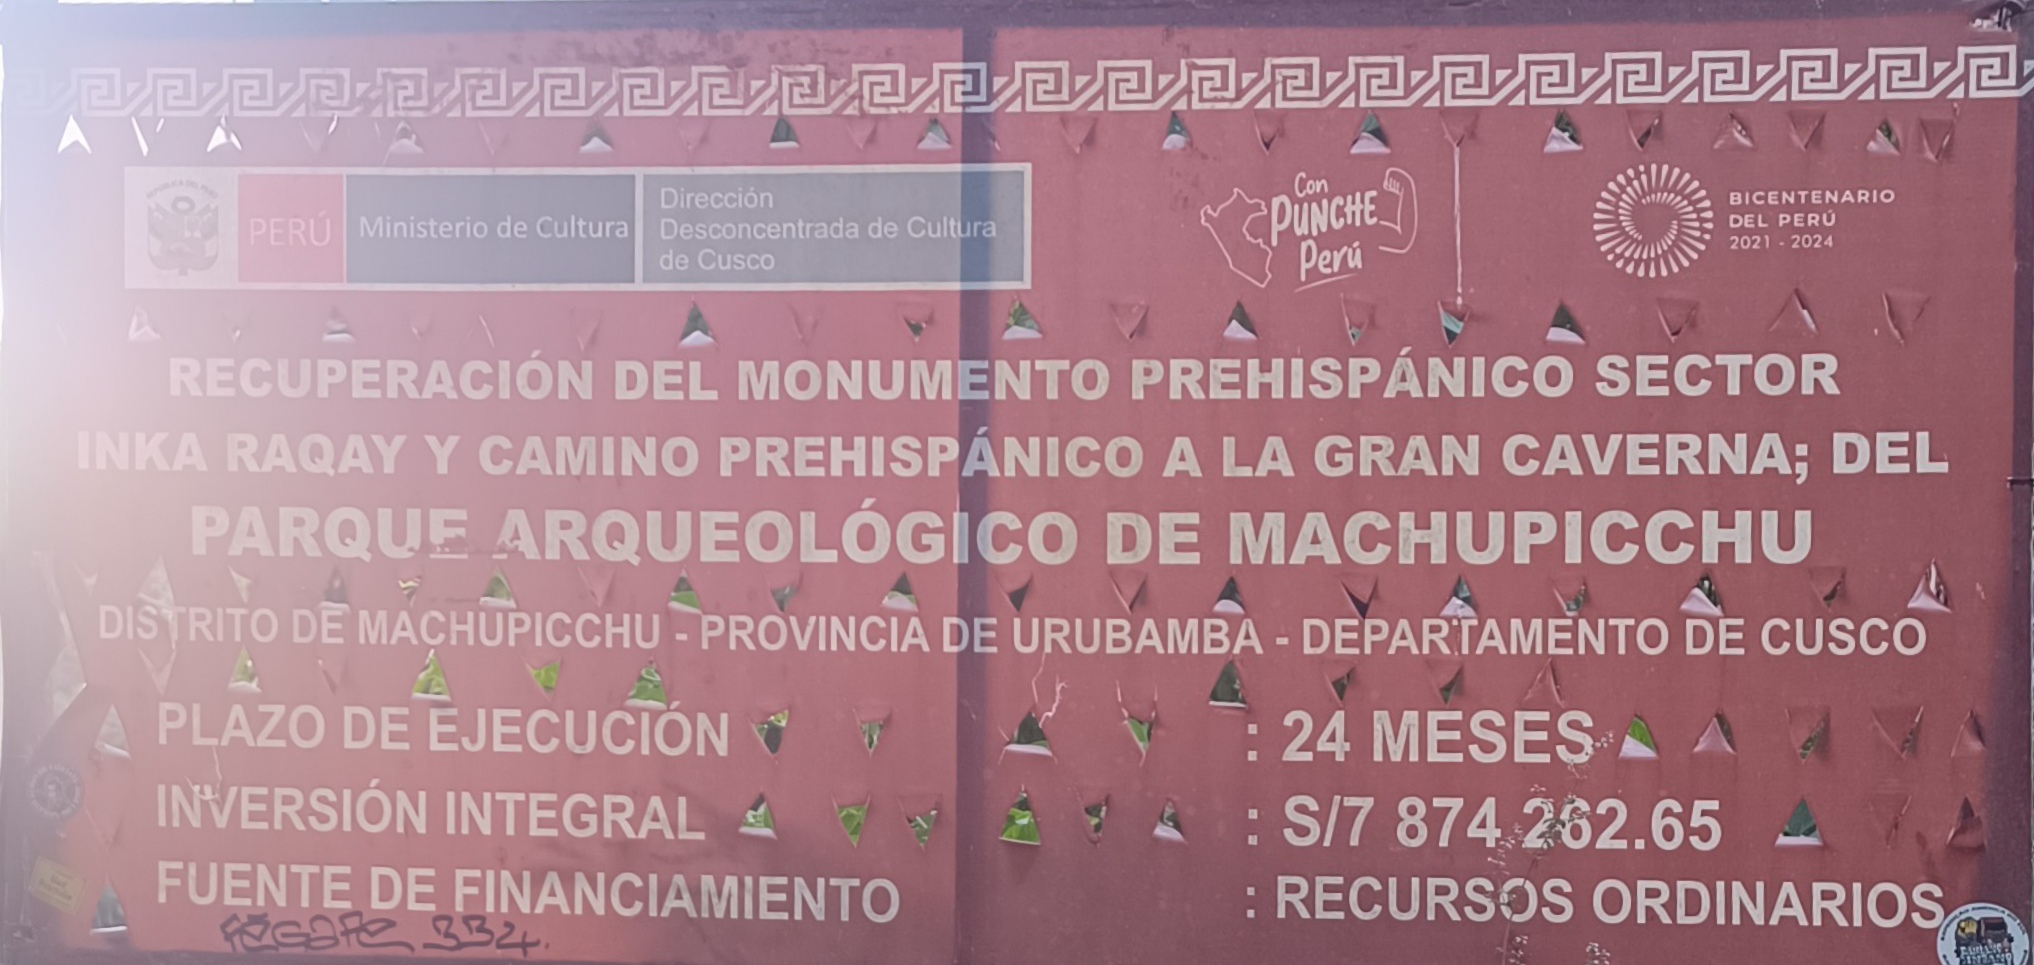 REPÚBLICA DEL PERÚ
PERÚ
Ministerio de Cultura
Dirección
Desconcentrada de Cultura
de Cusco
Con
PUNCHE
Perú
BICENTENARIO
DEL PERÚ
2021 - 2024
RECUPERACIÓN DEL MONUMENTO PREHISPÁNICO SECTOR
INKA RAQAY Y CAMINO PREHISPÁNICO A LA GRAN CAVERNA; DEL
PARQUE ARQUEOLÓGICO DE MACHUPICCHU
DISTRITO DE MACHUPICCHU - PROVINCIA DE URUBAMBA - DEPARTAMENTO DE CUSCO
PLAZO DE EJECUCIÓN : 24 MESES
INVERSIÓN INTEGRAL : S/7 874 262.65
FUENTE DE FINANCIAMIENTO : RECURSOS ORDINARIOS